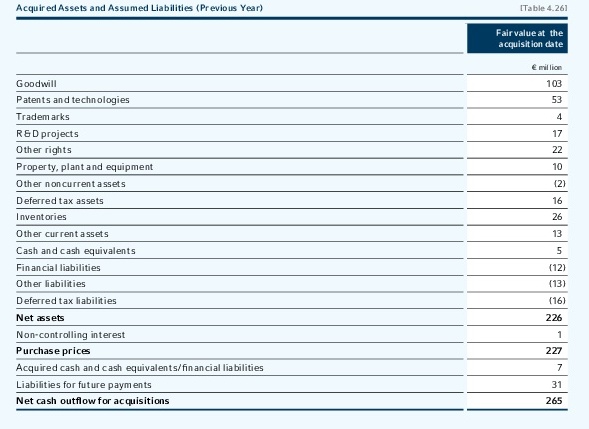 Acquired Assets and Assumed Liabilities (Previous Year) [Table 4.26]
Fair value at the
acquisition date
€ million
Goodwill 103
Patents and technologies 53
Trademarks 4
R&D projects 17
Other rights 22
Property, plant and equipment 10
Other noncurrent assets (2)
Deferred tax assets 16
Inventories 26
Other current assets 13
Cash and cash equivalents 5
Financial liabilities (12)
Other liabilities (13)
Deferred tax liabilities (16)
Net assets 226
Non-controlling interest 1
Purchase prices 227
Acquired cash and cash equivalents/financial liabilities 7
Liabilities for future payments 31
Net cash outflow for acquisitions 265